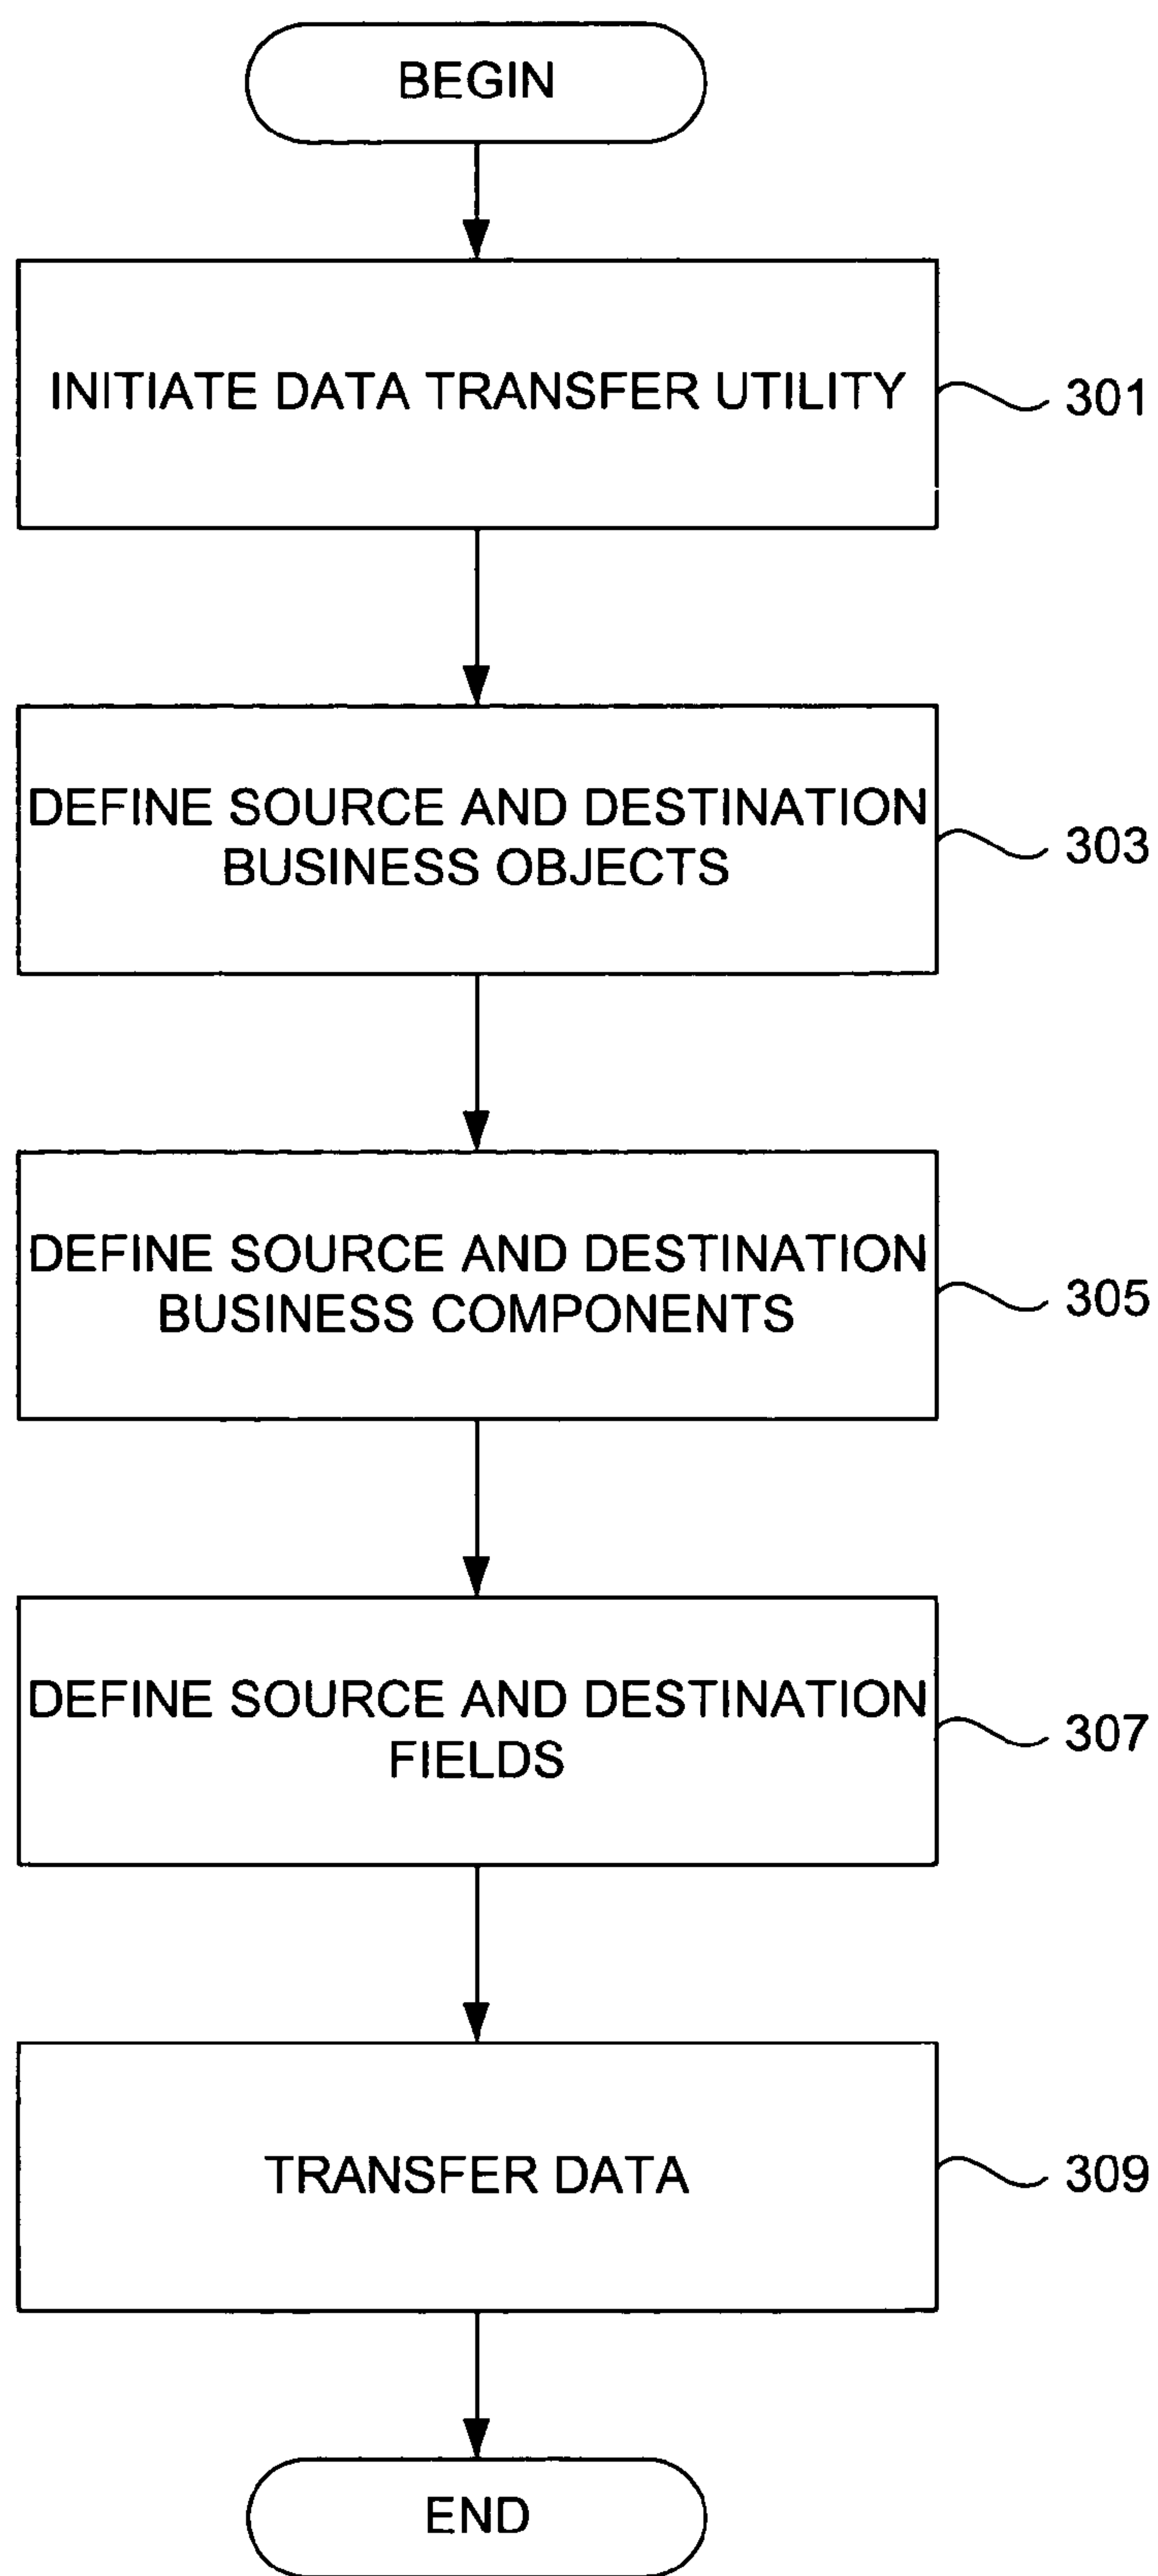 BEGIN
INITIATE DATA TRANSFER UTILITY
301
DEFINE SOURCE AND DESTINATION
BUSINESS OBJECTS
303
DEFINE SOURCE AND DESTINATION
BUSINESS COMPONENTS
305
DEFINE SOURCE AND DESTINATION
FIELDS
307
TRANSFER DATA
309
END